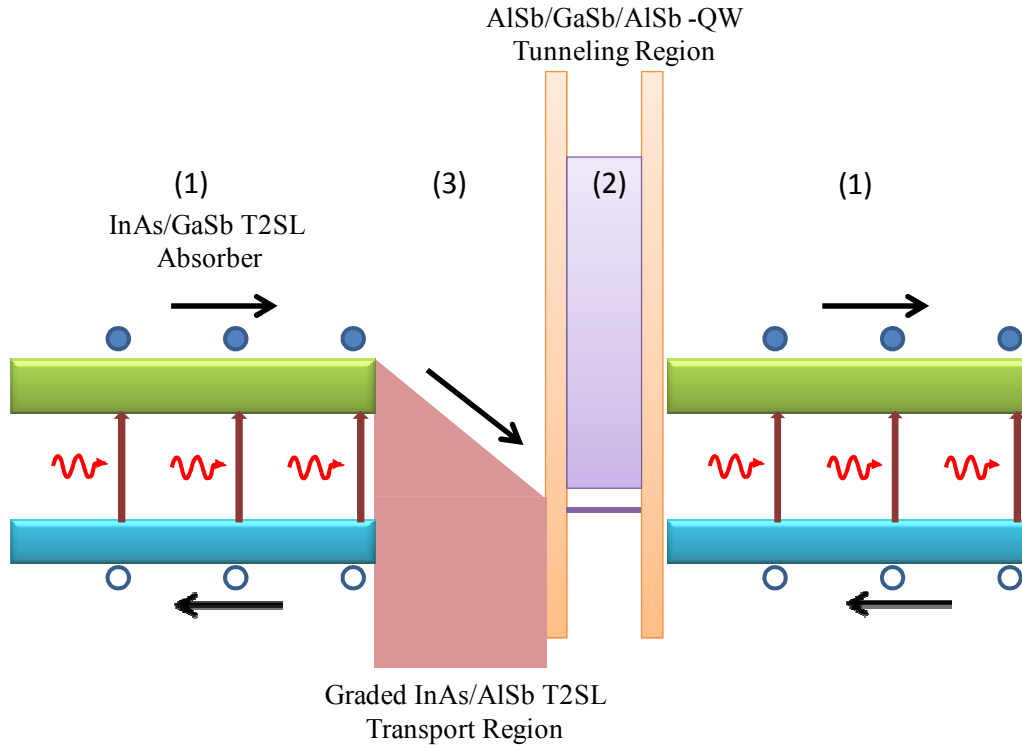 AlSb/GaSb/AlSb -QW
Tunneling Region
(1)
(3)
(2)
(1)
InAs/GaSb T2SL
Absorber
Graded InAs/AlSb T2SL
Transport Region